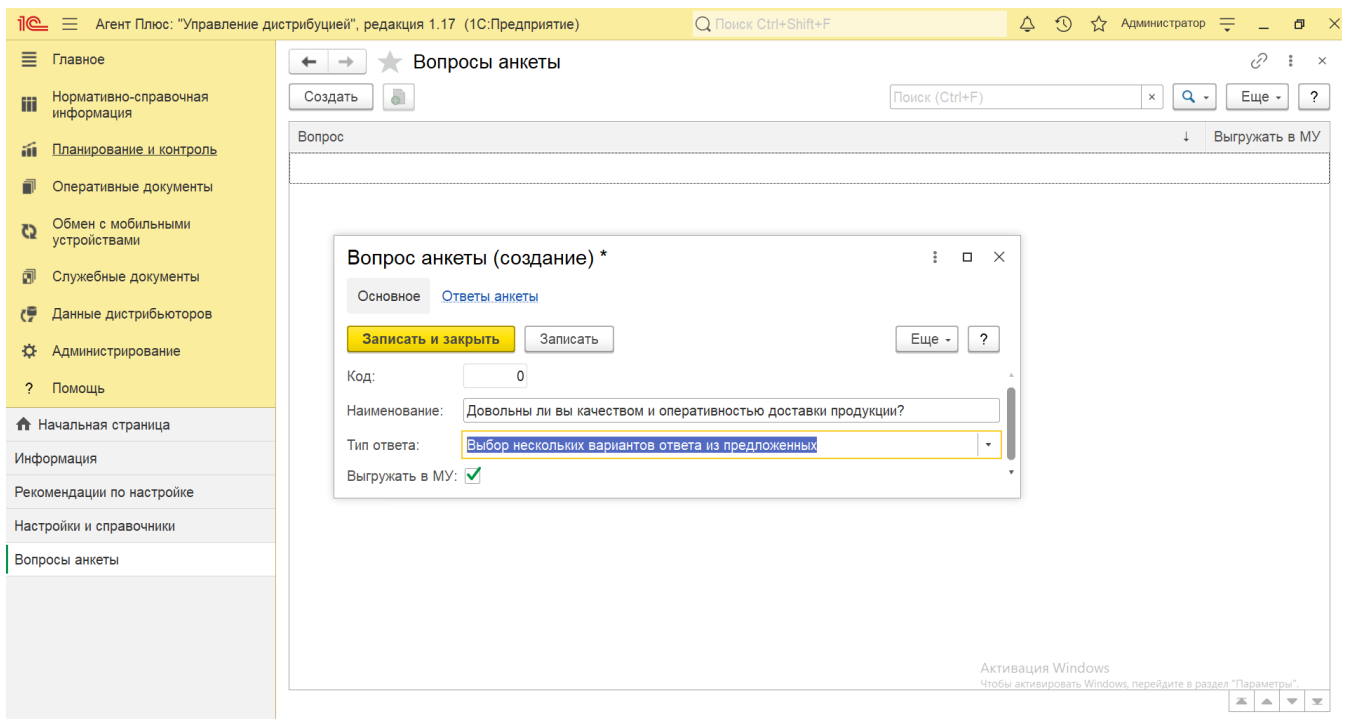 Агент Плюс: "Управление дистрибуцией", редакция 1.17 (1С:Предприятие)
Поиск Ctrl+Shift+F
Администратор
Главное
Нормативно-справочная
информация
Планирование и контроль
Оперативные документы
Обмен с мобильными
устройствами
Служебные документы
Данные дистрибьюторов
Администрирование
? Помощь
Начальная страница
Информация
Рекомендации по настройке
Настройки и справочники
Вопросы анкеты
Вопросы анкеты
Создать
Поиск (Ctrl+F)
Еще
?
Вопрос
Выгружать в МУ
Вопрос анкеты (создание) *
Основное
Ответы анкеты
Записать и закрыть
Записать
Еще
?
Код: 0
Наименование: Довольны ли вы качеством и оперативностью доставки продукции?
Тип ответа: Выбор нескольких вариантов ответа из предложенных
Выгружать в МУ:
Активация Windows
Чтобы активировать Windows, перейдите в раздел "Параметры".